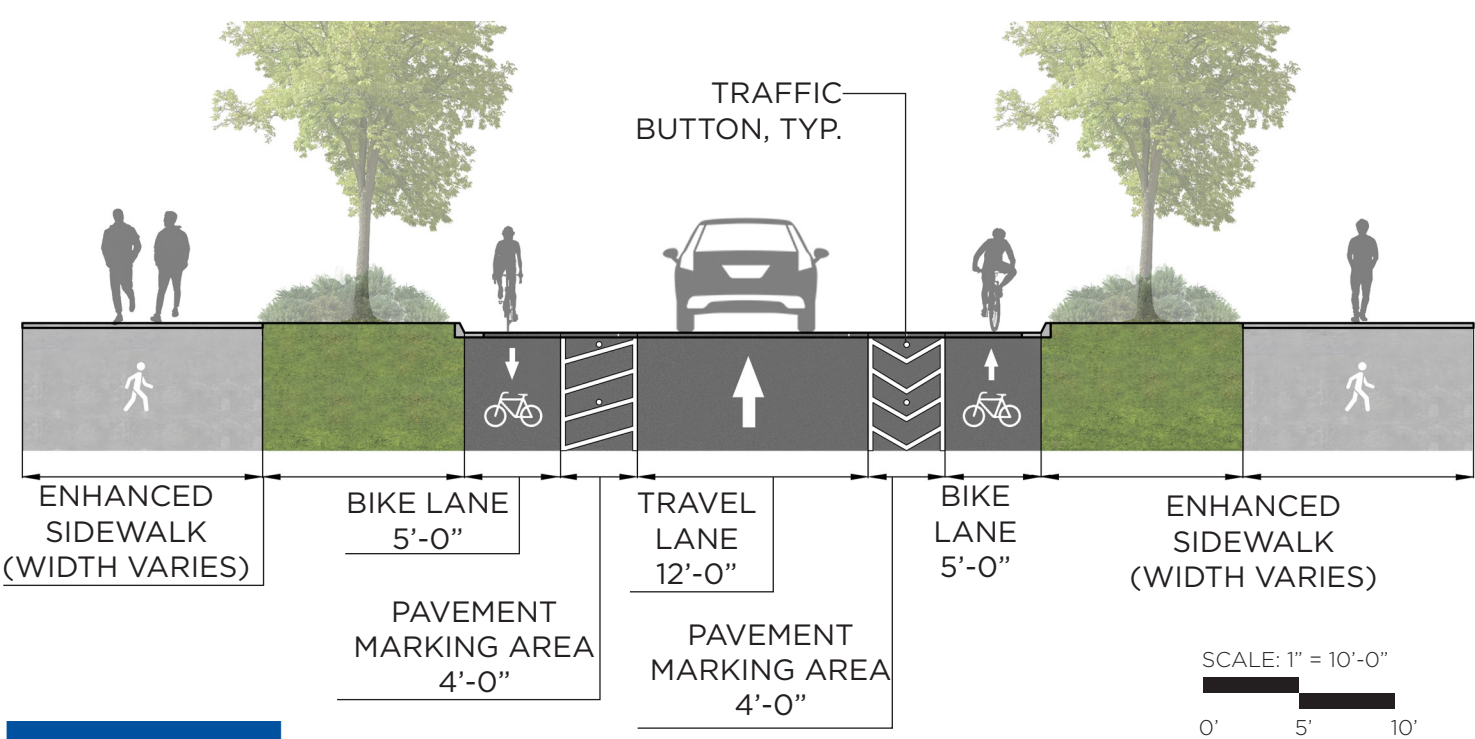 TRAFFIC
BUTTON, TYP.
ENHANCED
SIDEWALK
(WIDTH VARIES)
BIKE LANE
5’-0”
PAVEMENT
MARKING AREA
4’-0”
TRAVEL
LANE
12’-0”
PAVEMENT
MARKING AREA
4’-0”
BIKE
LANE
5’-0”
ENHANCED
SIDEWALK
(WIDTH VARIES)
SCALE: 1” = 10’-0”
0’ 5’ 10’